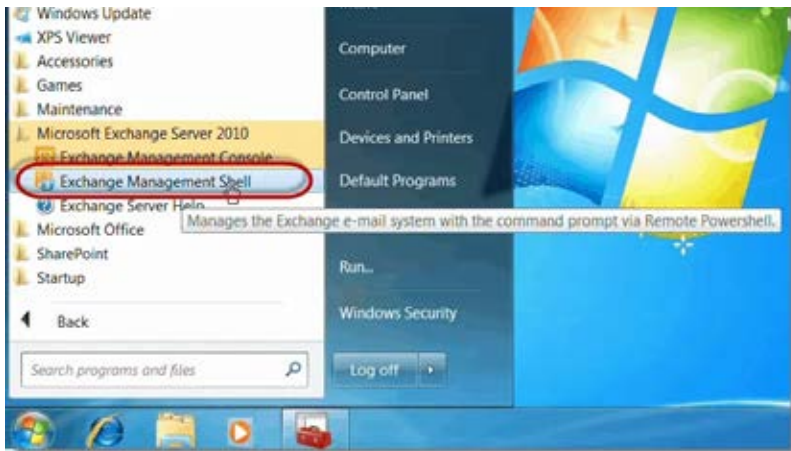 Windows Update
XPS Viewer
Accessories
Games
Maintenance
Microsoft Exchange Server 2010
Exchange Management Console
Exchange Management Shell
Exchange Server Help
Microsoft Office
SharePoint
Startup
Back
Search programs and files
Computer
Control Panel
Devices and Printers
Default Programs
Manages the Exchange e-mail system with the command prompt via Remote Powershell.
Run...
Windows Security
Log off